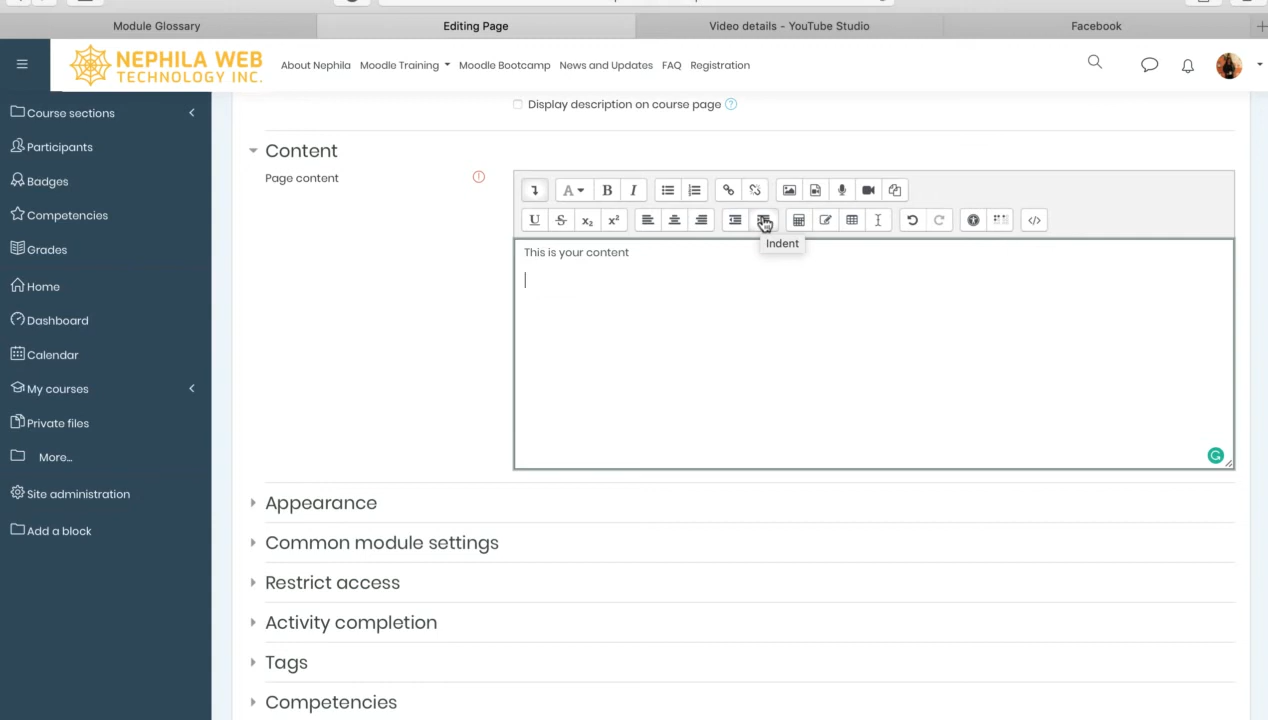 Module Glossary
Editing Page
Video details - YouTube Studio
Facebook
NEPHILA WEB
TECHNOLOGY INC.
About Nephila
Moodle Training
Moodle Bootcamp
News and Updates
FAQ
Registration
Course sections
Participants
Badges
Competencies
Grades
Home
Dashboard
Calendar
My courses
Private files
More...
Site administration
Add a block
Display description on course page
Content
Page content
A
B
I
U
S
x₂
x²
</>
Indent
This is your content
Appearance
Common module settings
Restrict access
Activity completion
Tags
Competencies